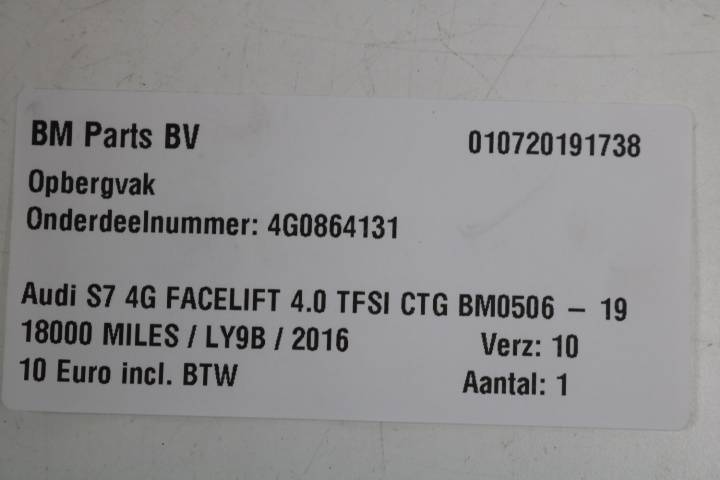 BM Parts BV 010720191738
Opbergvak
Onderdeelnummer: 4G0864131
Audi S7 4G FACELIFT 4.0 TFSI CTG BM0506 – 19
18000 MILES / LY9B / 2016 Verz: 10
10 Euro incl. BTW Aantal: 1